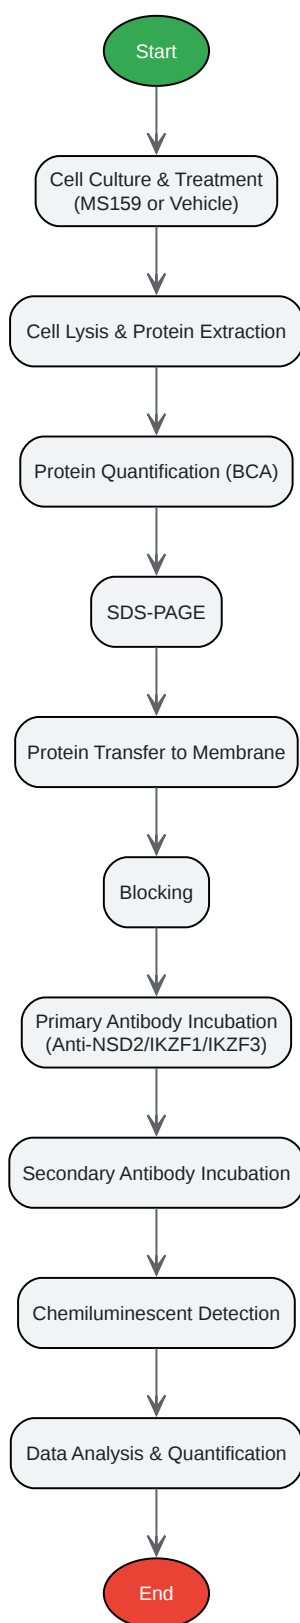 Start
Cell Culture & Treatment
(MS159 or Vehicle)
Cell Lysis & Protein Extraction
Protein Quantification (BCA)
SDS-PAGE
Protein Transfer to Membrane
Blocking
Primary Antibody Incubation
(Anti-NSD2/IKZF1/IKZF3)
Secondary Antibody Incubation
Chemiluminescent Detection
Data Analysis & Quantification
End